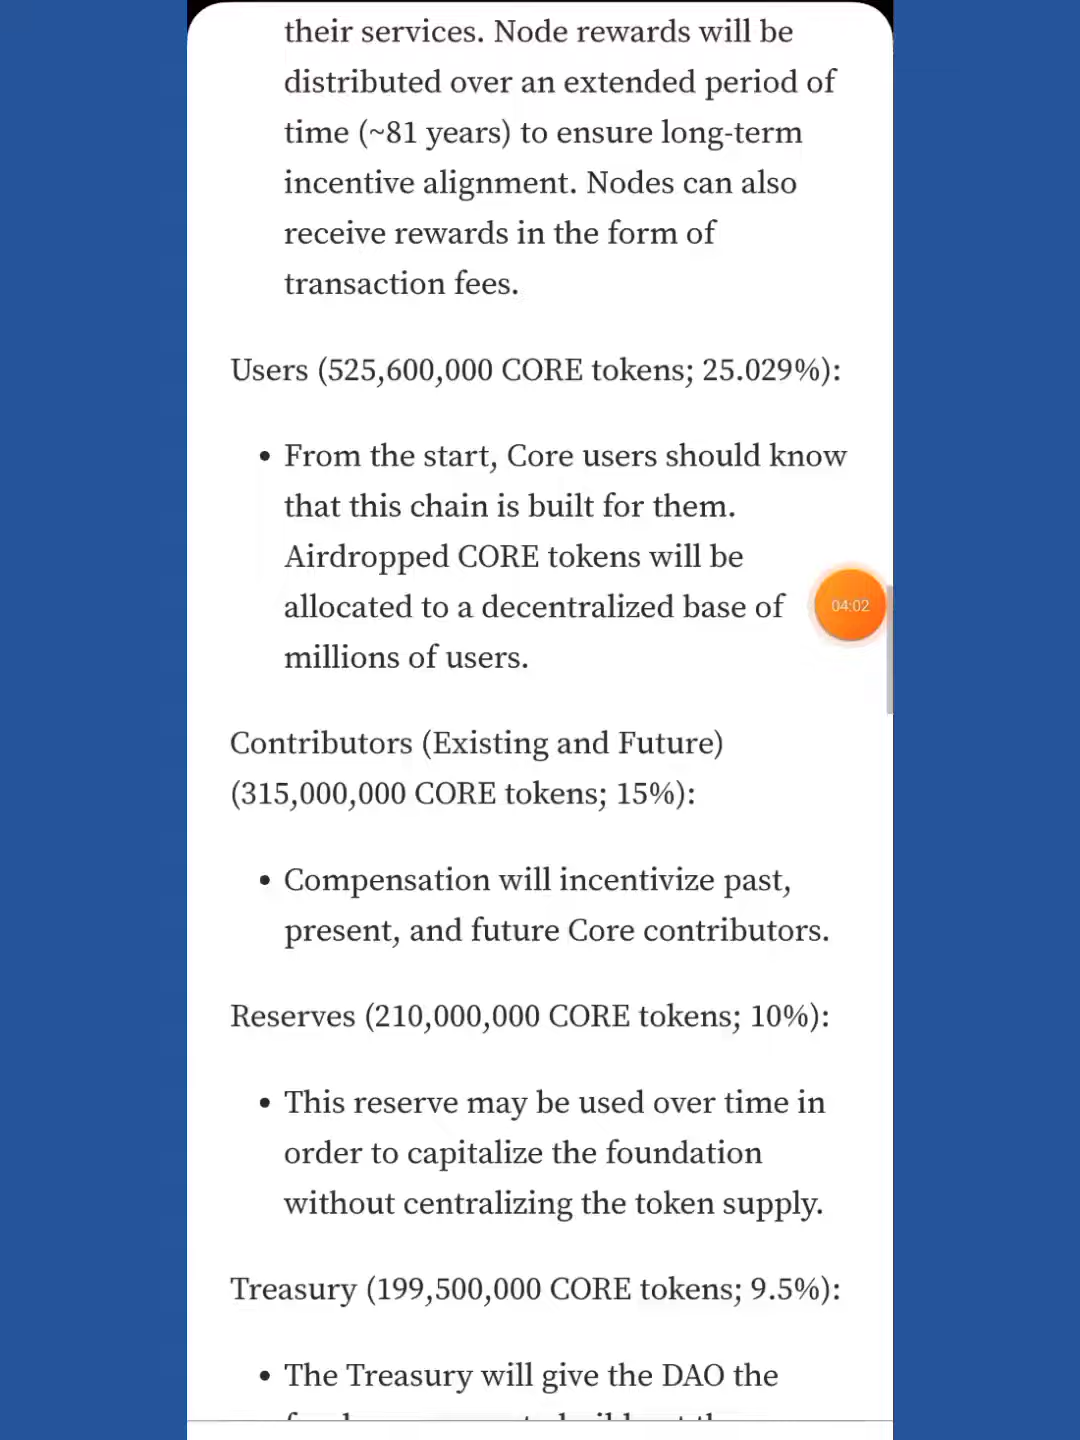 their services. Node rewards will be
distributed over an extended period of
time (~81 years) to ensure long-term
incentive alignment. Nodes can also
receive rewards in the form of
transaction fees.
Users (525,600,000 CORE tokens; 25.029%):
• From the start, Core users should know
that this chain is built for them.
Airdropped CORE tokens will be
allocated to a decentralized base of
millions of users.
04:02
Contributors (Existing and Future)
(315,000,000 CORE tokens; 15%):
• Compensation will incentivize past,
present, and future Core contributors.
Reserves (210,000,000 CORE tokens; 10%):
• This reserve may be used over time in
order to capitalize the foundation
without centralizing the token supply.
Treasury (199,500,000 CORE tokens; 9.5%):
• The Treasury will give the DAO the